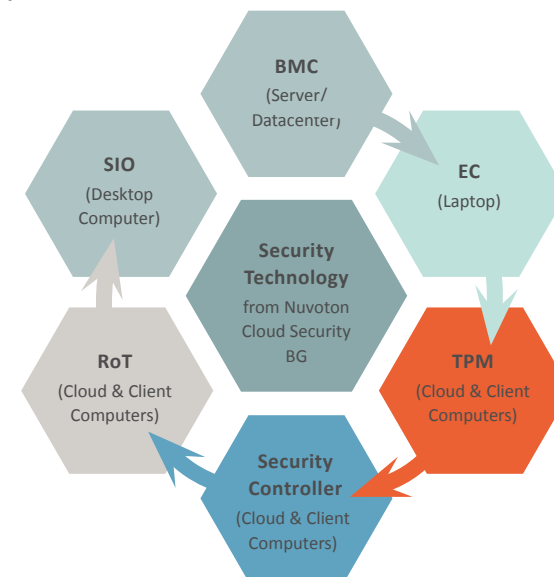 BMC
(Server/
Datacenter)
SIO
(Desktop
Computer)
EC
(Laptop)
Security
Technology
from Nuvoton
Cloud Security
BG
RoT
(Cloud & Client
Computers)
TPM
(Cloud & Client
Computers)
Security
Controller
(Cloud & Client
Computers)